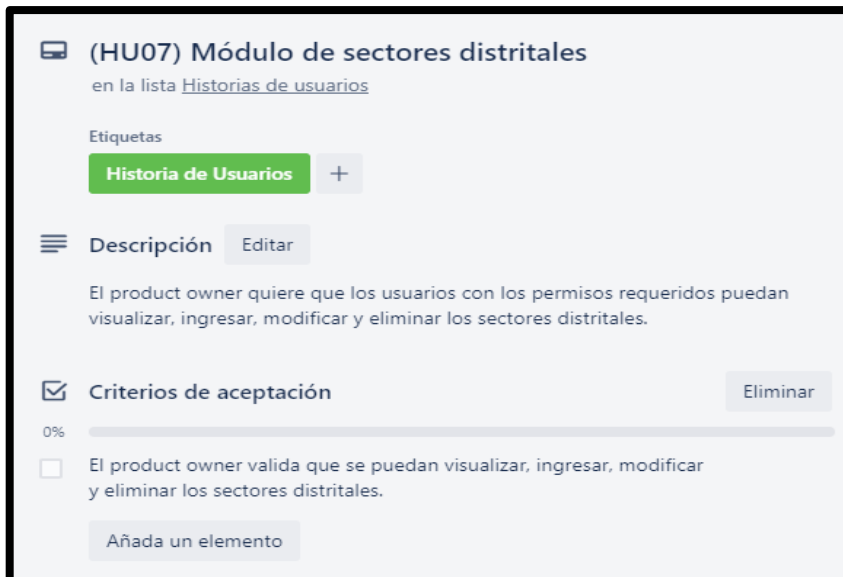 (HU07) Módulo de sectores distritales
en la lista Historias de usuarios
Etiquetas
Historia de Usuarios +
Descripción Editar
El product owner quiere que los usuarios con los permisos requeridos puedan
visualizar, ingresar, modificar y eliminar los sectores distritales.
Criterios de aceptación Eliminar
0%
El product owner valida que se puedan visualizar, ingresar, modificar
y eliminar los sectores distritales.
Añada un elemento